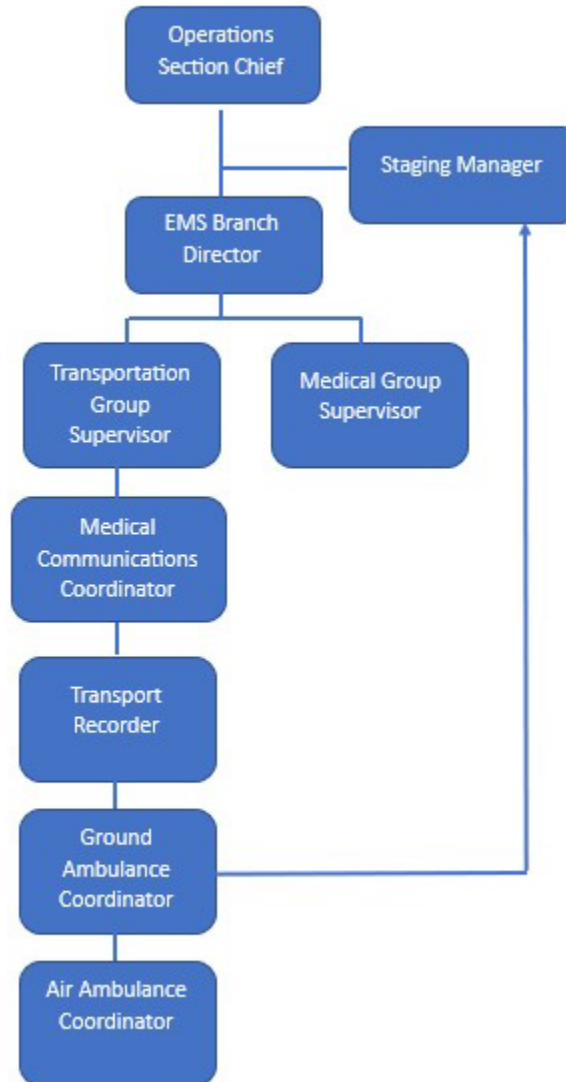 Operations
Section Chief
Staging Manager
EMS Branch
Director
Transportation
Group
Supervisor
Medical Group
Supervisor
Medical
Communications
Coordinator
Transport
Recorder
Ground
Ambulance
Coordinator
Air Ambulance
Coordinator